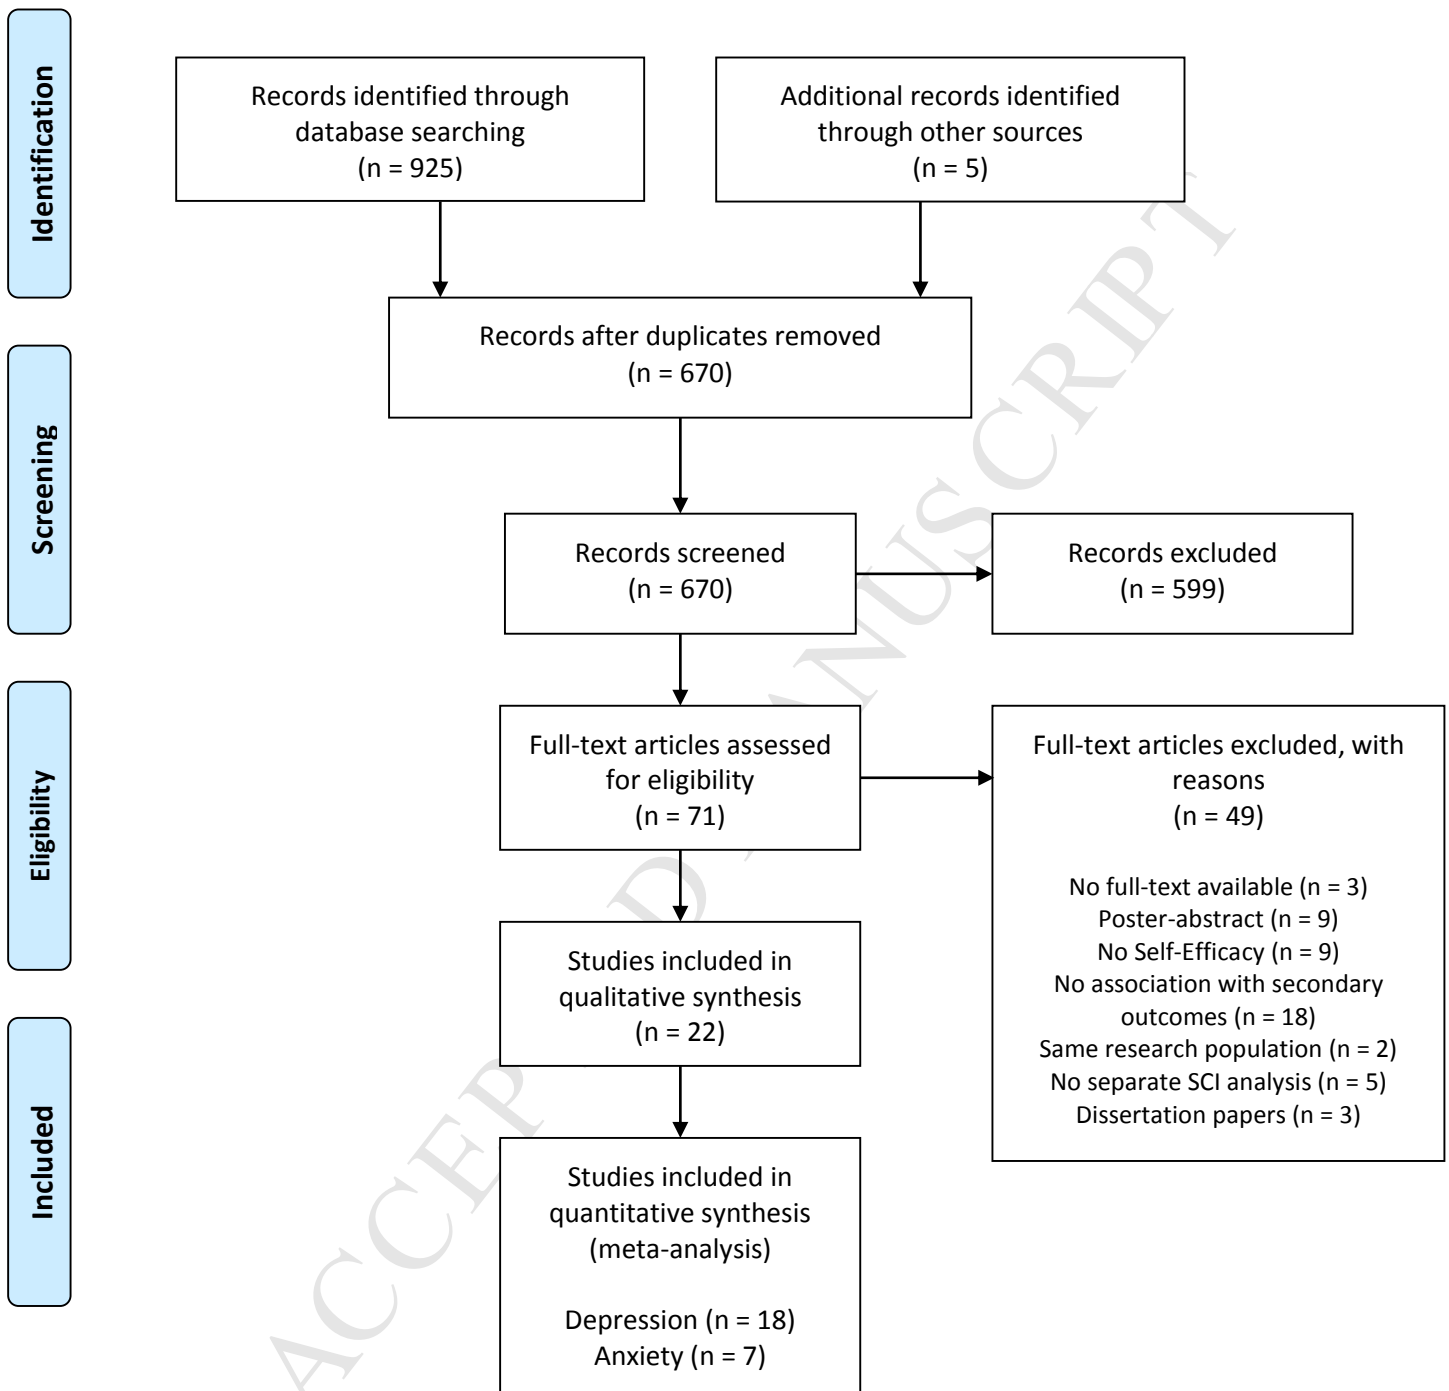 Identification
Records identified through
database searching
(n = 925)
Additional records identified
through other sources
(n = 5)
Records after duplicates removed
(n = 670)
Screening
Records screened
(n = 670)
Records excluded
(n = 599)
Eligibility
Full-text articles assessed
for eligibility
(n = 71)
Full-text articles excluded, with
reasons
(n = 49)
No full-text available (n = 3)
Poster-abstract (n = 9)
No Self-Efficacy (n = 9)
No association with secondary
outcomes (n = 18)
Same research population (n = 2)
No separate SCI analysis (n = 5)
Dissertation papers (n = 3)
Studies included in
qualitative synthesis
(n = 22)
Included
Studies included in
quantitative synthesis
(meta-analysis)
Depression (n = 18)
Anxiety (n = 7)
ACCEPTED MANUSCRIPT